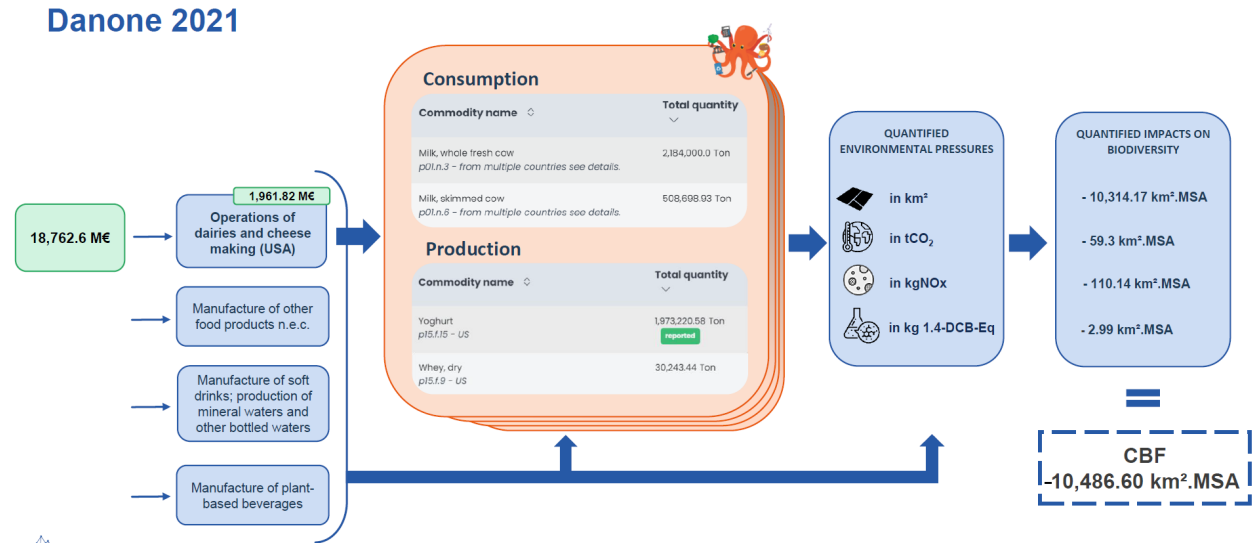 Danone 2021
18,762.6 M€
1,961.82 M€
Operations of
dairies and cheese
making (USA)
Manufacture of other
food products n.e.c.
Manufacture of soft
drinks; production of
mineral waters and
other bottled waters
Manufacture of plant-
based beverages
Consumption
Commodity name
Total quantity
Milk, whole fresh cow
2,184,000.0 Ton
p01.n.3 - from multiple countries see details.
Milk, skimmed cow
508,698.93 Ton
p01.n.6 - from multiple countries see details.
Production
Commodity name
Total quantity
Yoghurt
1,973,220.58 Ton
p15.f.15 - US
reported
Whey, dry
30,243.44 Ton
p15.f.9 - US
QUANTIFIED
ENVIRONMENTAL PRESSURES
in km²
in tCO₂
in kgNOx
in kg 1.4-DCB-Eq
QUANTIFIED IMPACTS ON
BIODIVERSITY
- 10,314.17 km².MSA
- 59.3 km².MSA
- 110.14 km².MSA
- 2.99 km².MSA
=
CBF
-10,486.60 km².MSA